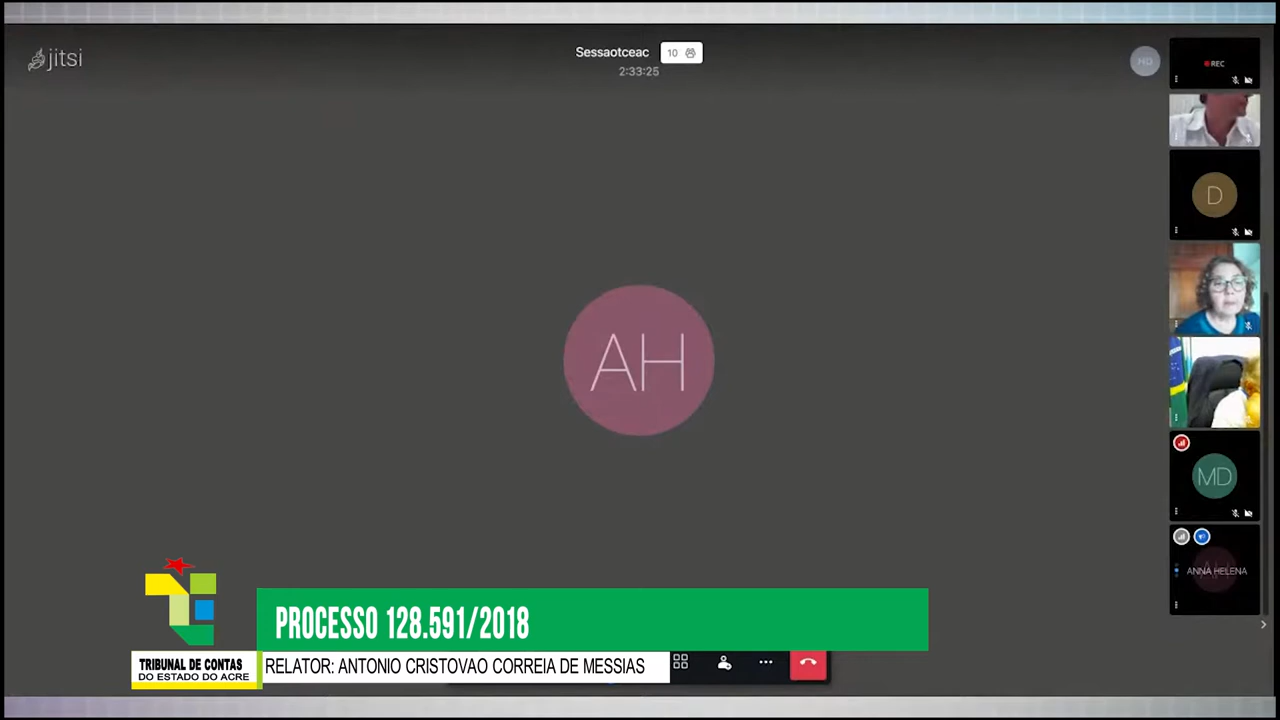 jitsi
Sessaotceac 10
2:33:25
HD
REC
D
AH
MD
ANNA HELENA
PROCESSO 128.591/2018
TRIBUNAL DE CONTAS
DO ESTADO DO ACRE
RELATOR: ANTONIO CRISTOVAO CORREIA DE MESSIAS